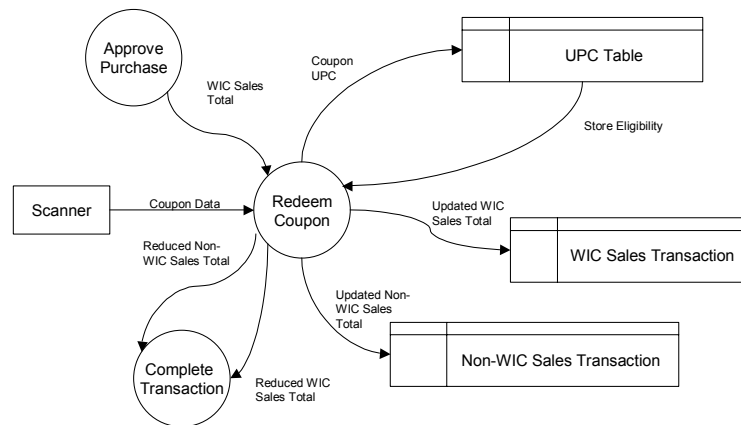 Approve
Purchase
WIC Sales
Total
Coupon
UPC
UPC Table
Store Eligibility
Scanner
Coupon Data
Redeem
Coupon
Updated WIC
Sales Total
WIC Sales Transaction
Reduced Non-
WIC Sales Total
Updated Non-
WIC Sales
Total
Non-WIC Sales Transaction
Complete
Transaction
Reduced WIC
Sales Total